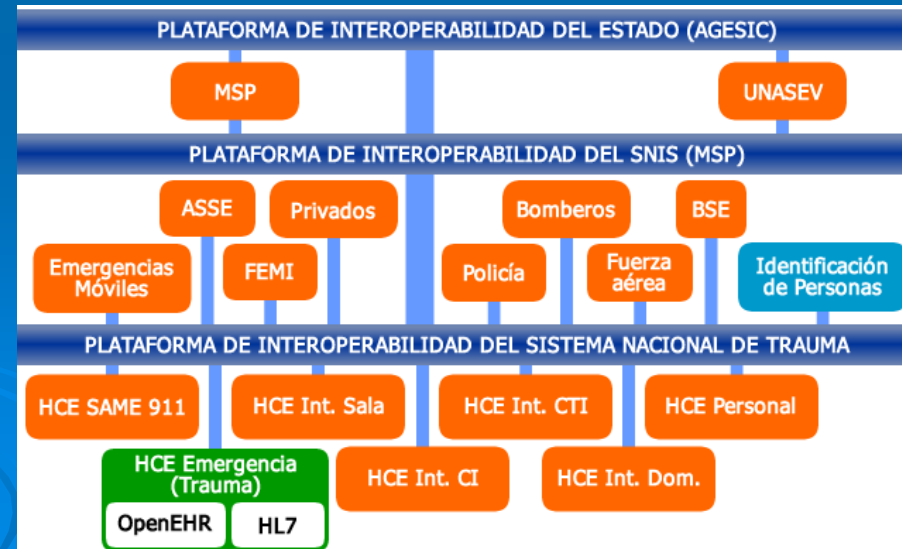 PLATAFORMA DE INTEROPERABILIDAD DEL ESTADO (AGESIC)
MSP
UNASEV
PLATAFORMA DE INTEROPERABILIDAD DEL SNIS (MSP)
ASSE
Privados
Bomberos
BSE
Emergencias
Móviles
FEMI
Policía
Fuerza
aérea
Identificación
de Personas
PLATAFORMA DE INTEROPERABILIDAD DEL SISTEMA NACIONAL DE TRAUMA
HCE SAME 911
HCE Int. Sala
HCE Int. CTI
HCE Personal
HCE Emergencia
(Trauma)
OpenEHR
HL7
HCE Int. CI
HCE Int. Dom.